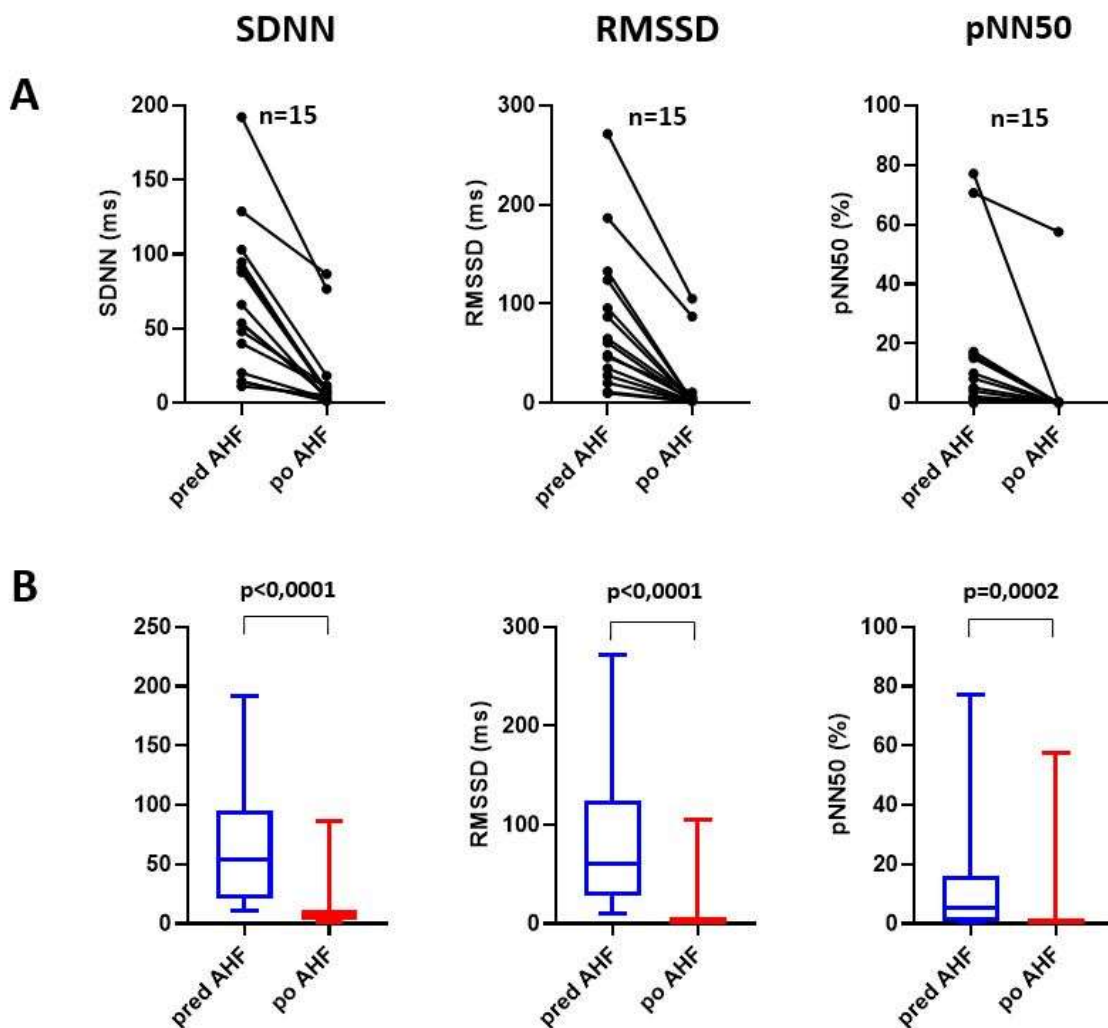 SDNN RMSSD pNN50
A
n=15 n=15 n=15
SDNN (ms)
200
150
100
50
0
pred AHF po AHF
RMSSD (ms)
300
200
100
0
pred AHF po AHF
pNN50 (%)
100
80
60
40
20
0
pred AHF po AHF
B
p<0,0001 p<0,0001 p=0,0002
250
200
150
100
50
0
pred AHF po AHF
RMSSD (ms)
300
200
100
0
pred AHF po AHF
pNN50 (%)
100
80
60
40
20
0
pred AHF po AHF